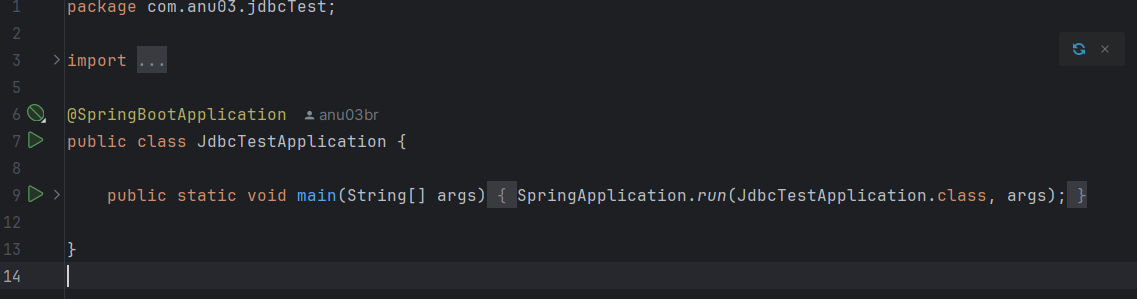 1 package com.anu03.jdbcTest;
2
3 import ...
5
6 @SpringBootApplication anu03br
7 public class JdbcTestApplication {
8
9 public static void main(String[] args) { SpringApplication.run(JdbcTestApplication.class, args); }
12
13 }
14